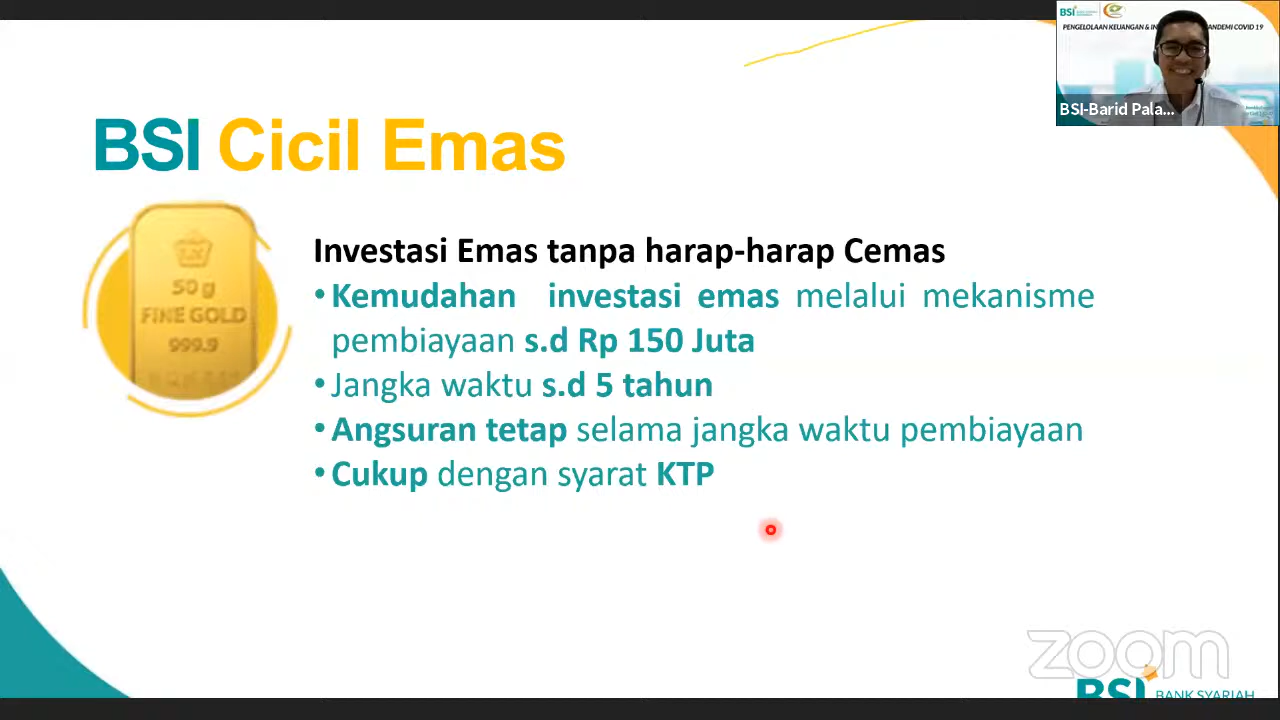 BSI
PENGELOLAAN KEUANGAN & IN
ANDEMI COVID 19
BSI-Barid Pala...
BSI Cicil Emas
50 g
FINE GOLD
999.9
Investasi Emas tanpa harap-harap Cemas
• Kemudahan investasi emas melalui mekanisme
pembiayaan s.d Rp 150 Juta
• Jangka waktu s.d 5 tahun
• Angsuran tetap selama jangka waktu pembiayaan
• Cukup dengan syarat KTP
zoom
BSI BANK SYARIAH